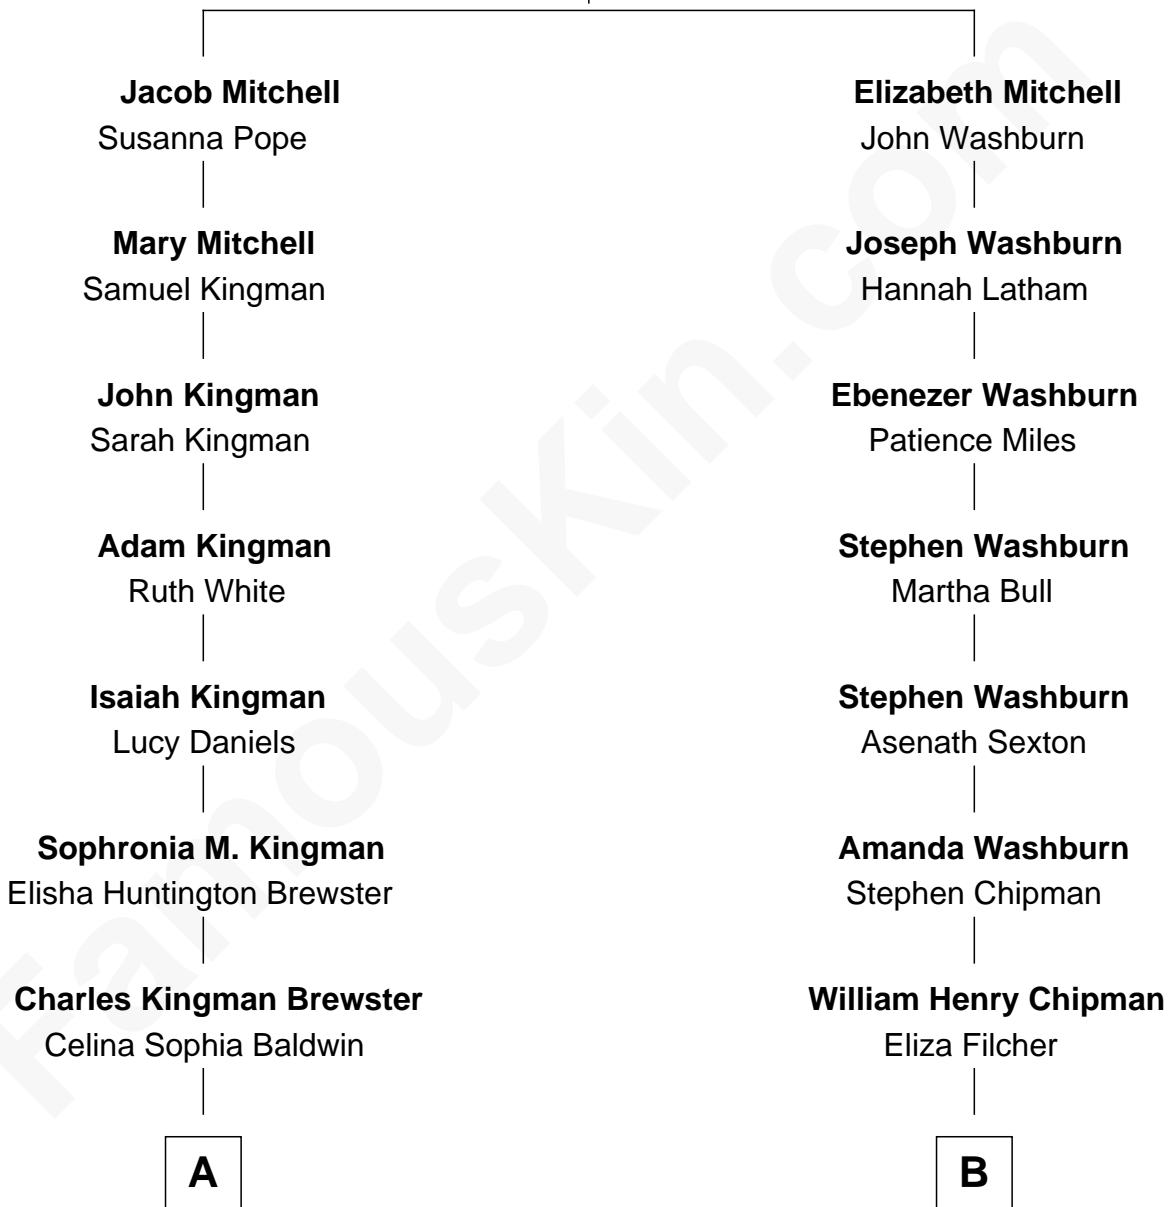 Jacob Mitchell
Susanna Pope
Elizabeth Mitchell
John Washburn
Mary Mitchell
Samuel Kingman
Joseph Washburn
Hannah Latham
John Kingman
Sarah Kingman
Ebenezer Washburn
Patience Miles
Adam Kingman
Ruth White
Stephen Washburn
Martha Bull
Isaiah Kingman
Lucy Daniels
Stephen Washburn
Asenath Sexton
Sophronia M. Kingman
Elisha Huntington Brewster
Amanda Washburn
Stephen Chipman
Charles Kingman Brewster
Celina Sophia Baldwin
William Henry Chipman
Eliza Filcher
A
B
FamousKin.com